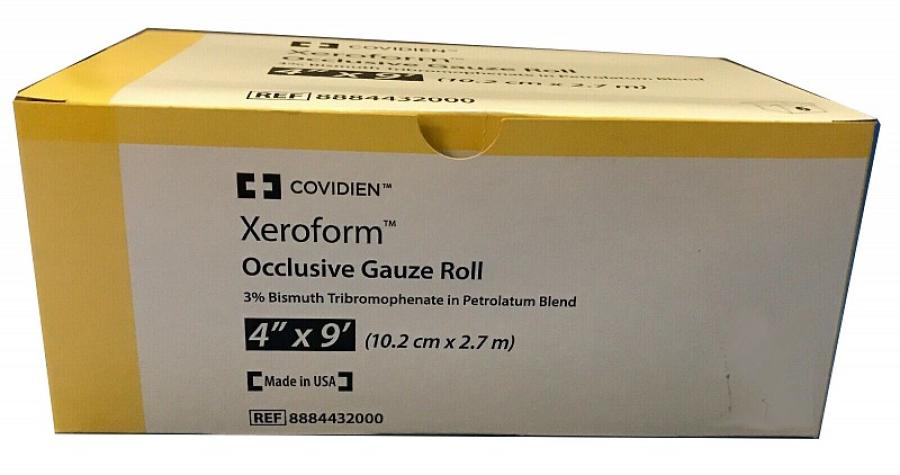 COVIDIEN™
Xeroform™
Occlusive Gauze Roll
3% Bismuth Tribromophenate in Petrolatum Blend
4” x 9’ (10.2 cm x 2.7 m)
REF 8884432000
6
COVIDIEN™
Xeroform™
Occlusive Gauze Roll
3% Bismuth Tribromophenate in Petrolatum Blend
4” x 9’ (10.2 cm x 2.7 m)
Made in USA
REF 8884432000